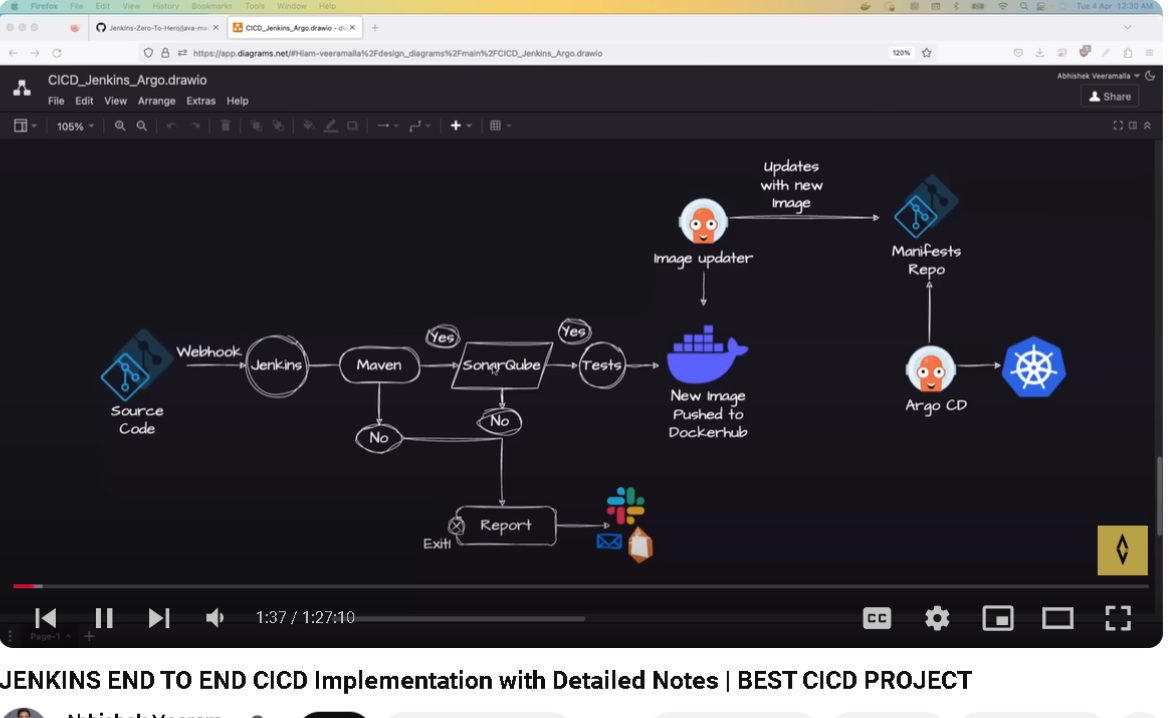 Firefox File Edit View History Bookmarks Tools Window Help
Tue 4 Apr 12:30 AM
Jenkins-Zero-To-Hero/java-ma
CICD_Jenkins_Argo.drawio - di
https://app.diagrams.net/#Hiam-veeramalla%2Fdesign_diagrams%2Fmain%2FCICD_Jenkins_Argo.drawio
120%
CICD_Jenkins_Argo.drawio
Abhishek Veeramalla
File Edit View Arrange Extras Help
Share
105%
Updates
with new
Image
Image updater
Manifests
Repo
Yes
Yes
Webhook
Jenkins
Maven
SonarQube
Tests
Source
Code
No
No
New Image
Pushed to
Dockerhub
Argo CD
Report
Exit!
1:37 / 1:27:10
CC
Page-1
JENKINS END TO END CICD Implementation with Detailed Notes | BEST CICD PROJECT
Abhishek Veeram